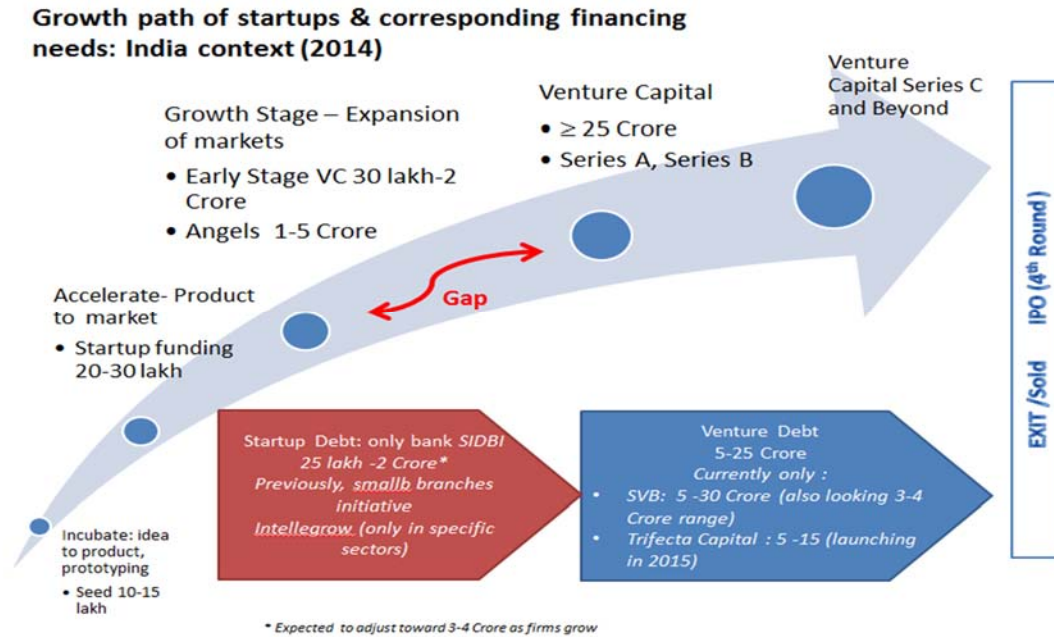 Growth path of startups & corresponding financing
needs: India context (2014)
Venture
Capital Series C
and Beyond
Venture Capital
• ≥ 25 Crore
• Series A, Series B
Growth Stage – Expansion
of markets
• Early Stage VC 30 lakh-2
Crore
• Angels 1-5 Crore
Gap
Accelerate- Product
to market
• Startup funding
20-30 lakh
Incubate: idea
to product,
prototyping
• Seed 10-15
lakh
Startup Debt: only bank SIDBI
25 lakh -2 Crore*
Previously, smallb branches
initiative
Intellegrow (only in specific
sectors)
Venture Debt
5-25 Crore
Currently only :
• SVB: 5 -30 Crore (also looking 3-4
Crore range)
• Trifecta Capital : 5 -15 (launching
in 2015)
EXIT /Sold IPO (4th Round)
* Expected to adjust toward 3-4 Crore as firms grow